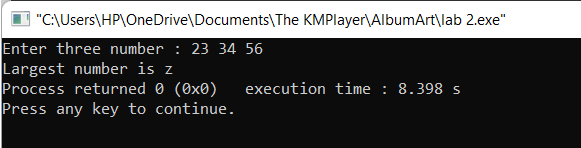 "C:\Users\HP\OneDrive\Documents\The KMPlayer\AlbumArt\lab 2.exe"
Enter three number : 23 34 56
Largest number is z
Process returned 0 (0x0)   execution time : 8.398 s
Press any key to continue.